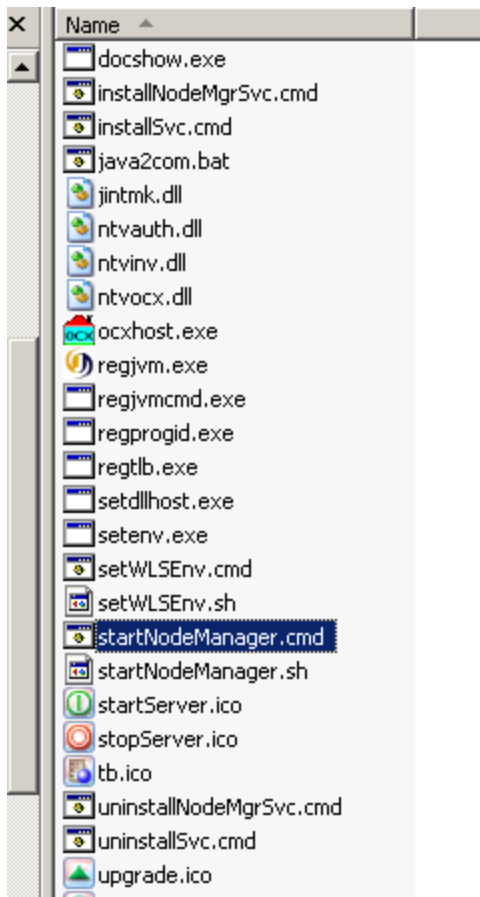 Name
docshow.exe
installNodeMgrSvc.cmd
installSvc.cmd
java2com.bat
jintmk.dll
ntvauth.dll
ntvinv.dll
ntvocx.dll
OCX ocxhost.exe
regjvm.exe
regjvmcmd.exe
regprogid.exe
regtlb.exe
setdllhost.exe
setenv.exe
setWLSEnv.cmd
setWLSEnv.sh
startNodeManager.cmd
startNodeManager.sh
startServer.ico
stopServer.ico
tb.ico
uninstallNodeMgrSvc.cmd
uninstallSvc.cmd
upgrade.ico